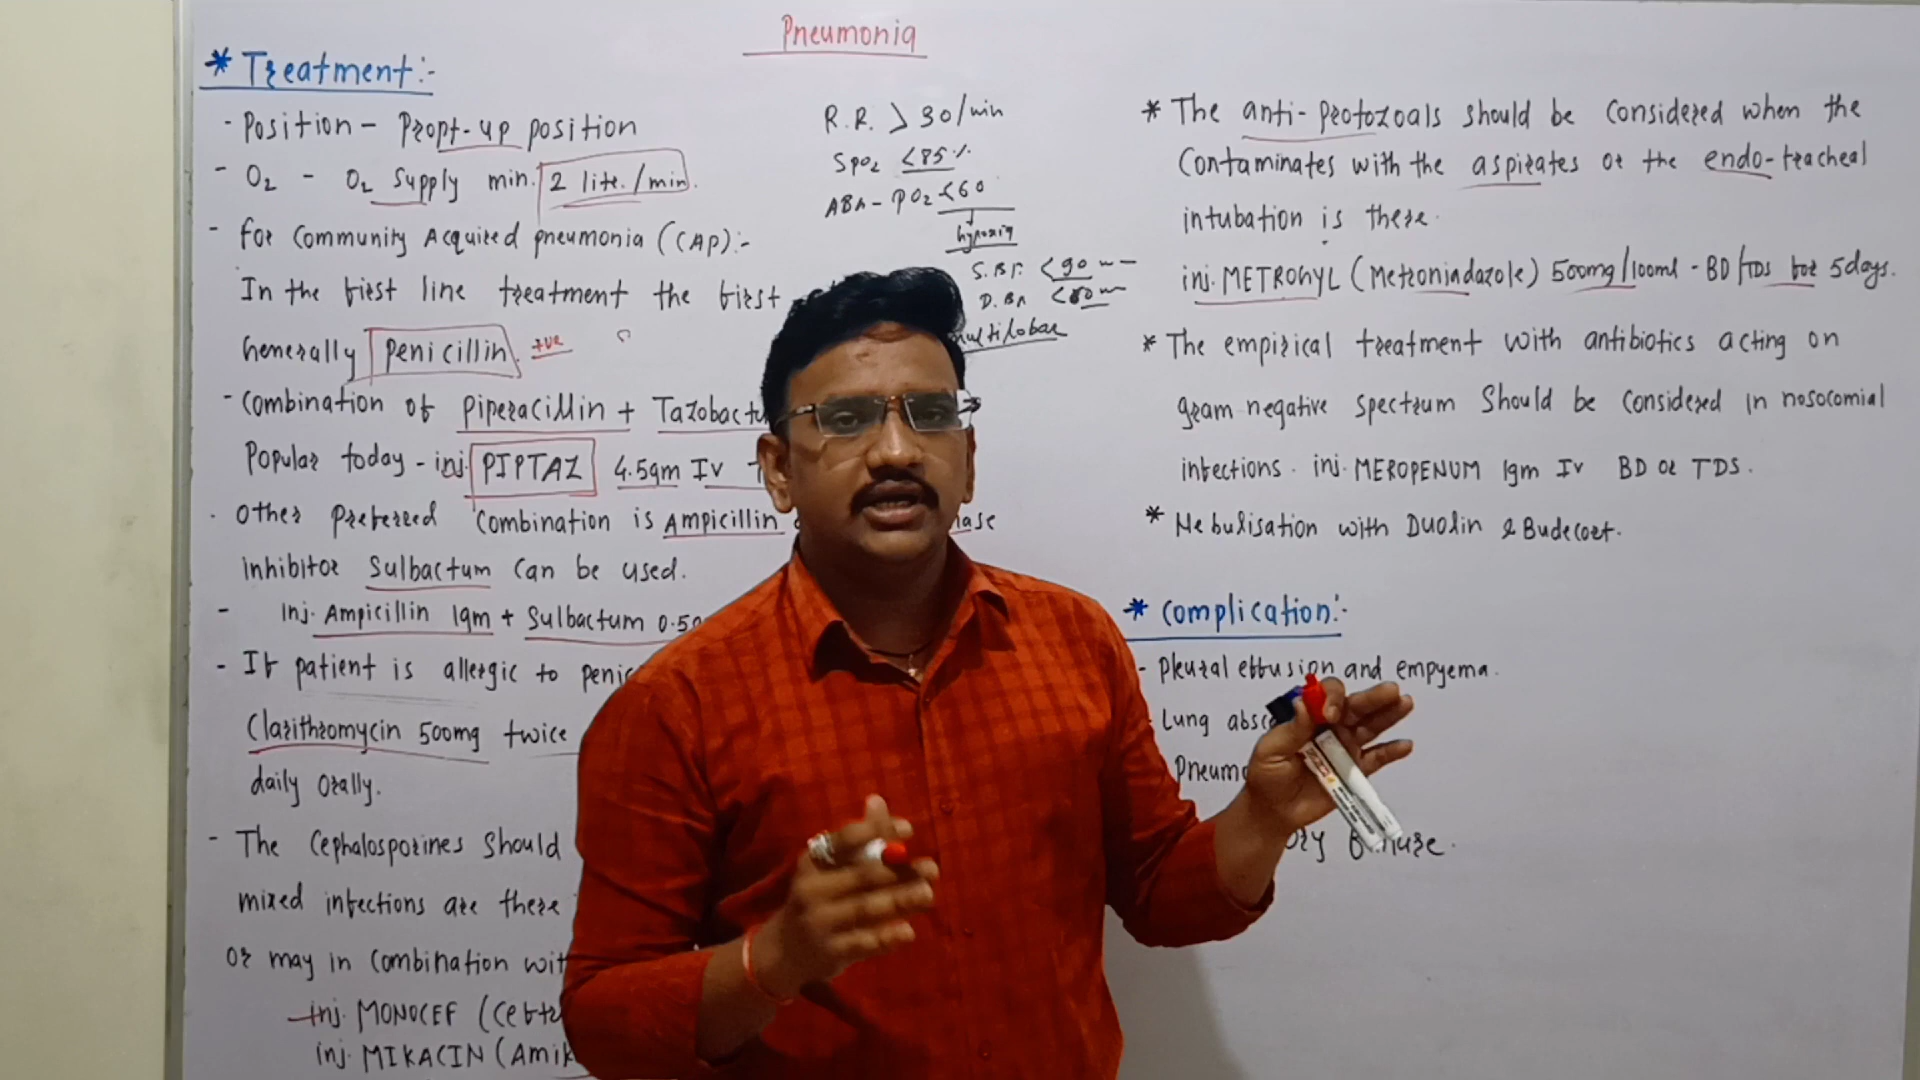 Pneumonia
* Treatment:-
- Position - Propt-up position
- O2 - O2 Supply min. 2 lite./min.
- for Community Acquired pneumonia (CAP):-
In the first line treatment the first
Generally Penicillin. +ve
- Combination of Piperacillin + Tazobactu
Popular today - inj. PIPTAZ 4.5gm IV
. Other Preferred Combination is Ampicillin
inhibitor Sulbactum can be used.
- Inj. Ampicillin 1gm + Sulbactum 0.5g
- If patient is allergic to penic
Clarithromycin 500mg twice
daily Orally.
- The Cephalosporines Should
mixed infections are there
or may in Combination wit
inj. MONOCEF (Ceftr
inj. MIKACIN (Amik
R.R. > 30/min
SpO2 <85%
ABA - PO2 <60
hypoxia
S.BP. <90
D.BP.
multilobar
* The anti-Protozoals should be Considered when the
Contaminates with the aspirates or the endo-tracheal
intubation is there.
inj. METROGYL (Metronindazole) 500mg/100ml - BD/TDS for 5days.
* The empirical treatment with antibiotics acting on
gram negative Spectrum Should be Considered in nosocomial
infections. inj. MEROPENUM 1gm IV BD or TDS.
* Nebulisation with Duolin & Budecort.
* Complication:-
- Pleural effusion and empyema.
- Lung absc
Pneumo
ory failure.